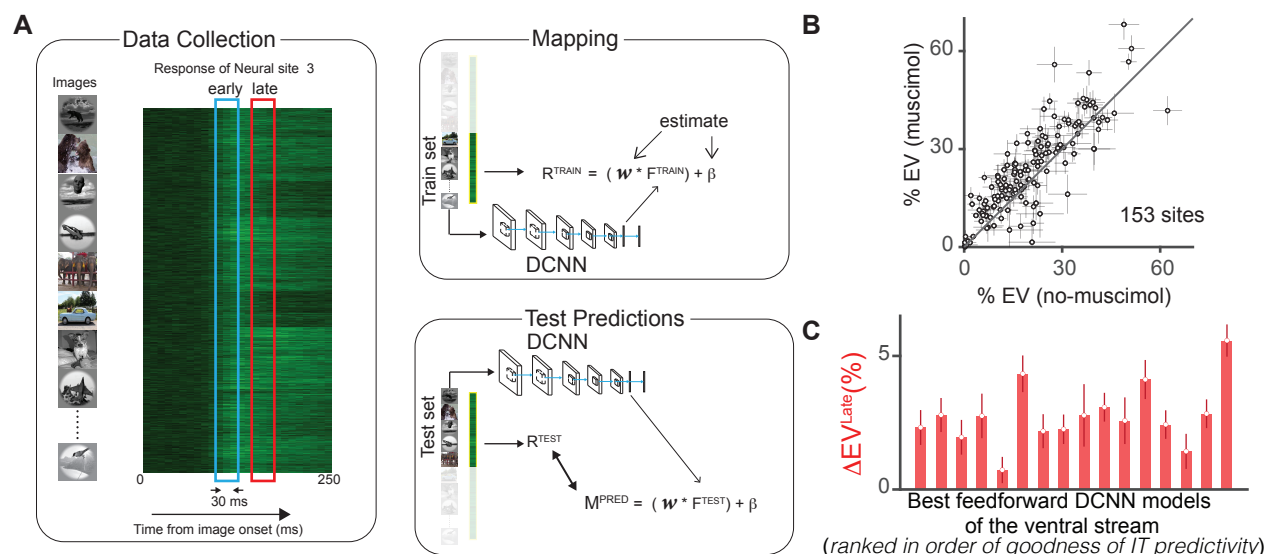 A
Data Collection
Images
Response of Neural site 3
early late
0 250
30 ms
Time from image onset (ms)
Mapping
Train set
estimate
R^TRAIN = ( w * F^TRAIN ) + β
DCNN
Test Predictions
DCNN
Test set
R^TEST
M^PRED = ( w * F^TEST ) + β
B
% EV (muscimol)
60
30
0
153 sites
0 30 60
% EV (no-muscimol)
C
ΔEV^Late(%)
5
0
Best feedforward DCNN models
of the ventral stream
(ranked in order of goodness of IT predictivity)